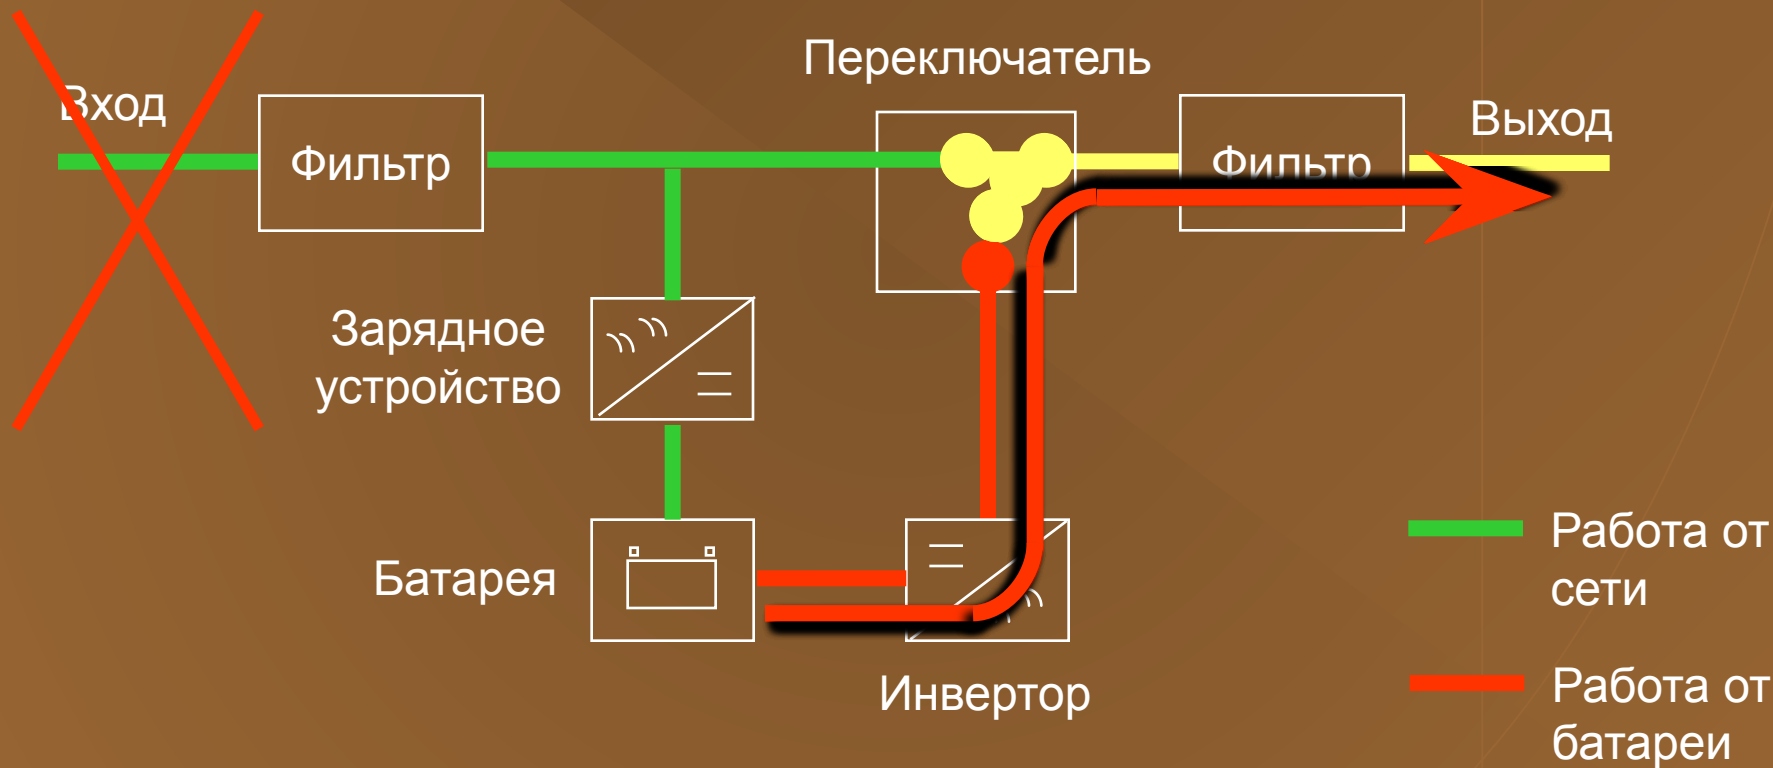 Переключатель
Вход
Выход
Фильтр
Фильтр
Зарядное
устройство
Батарея
Инвертор
Работа от
сети
Работа от
батареи